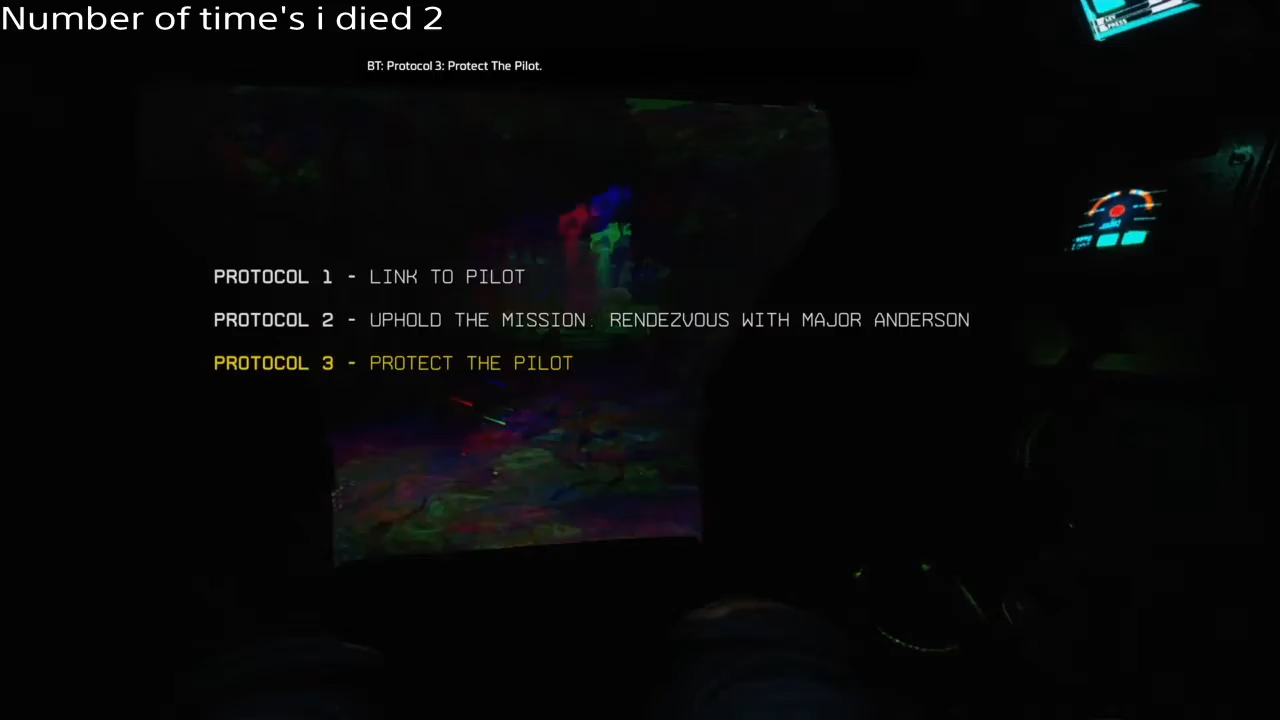 Number of time's i died 2
BT: Protocol 3: Protect The Pilot.
PROTOCOL 1 - LINK TO PILOT
PROTOCOL 2 - UPHOLD THE MISSION: RENDEZVOUS WITH MAJOR ANDERSON
PROTOCOL 3 - PROTECT THE PILOT